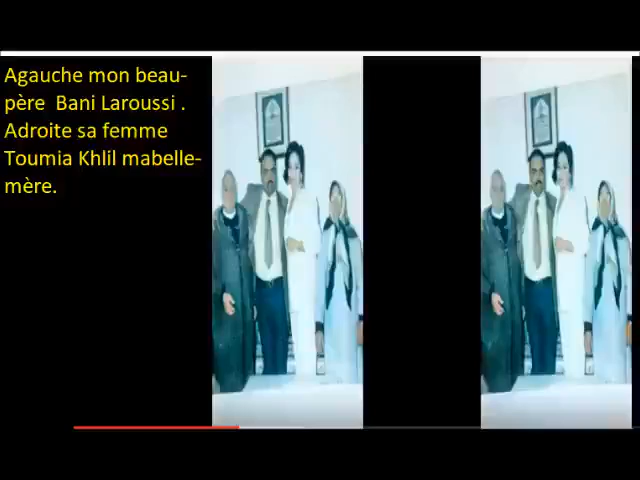 Agauche mon beau-
père Bani Laroussi .
Adroite sa femme
Toumia Khlil mabelle-
mère.